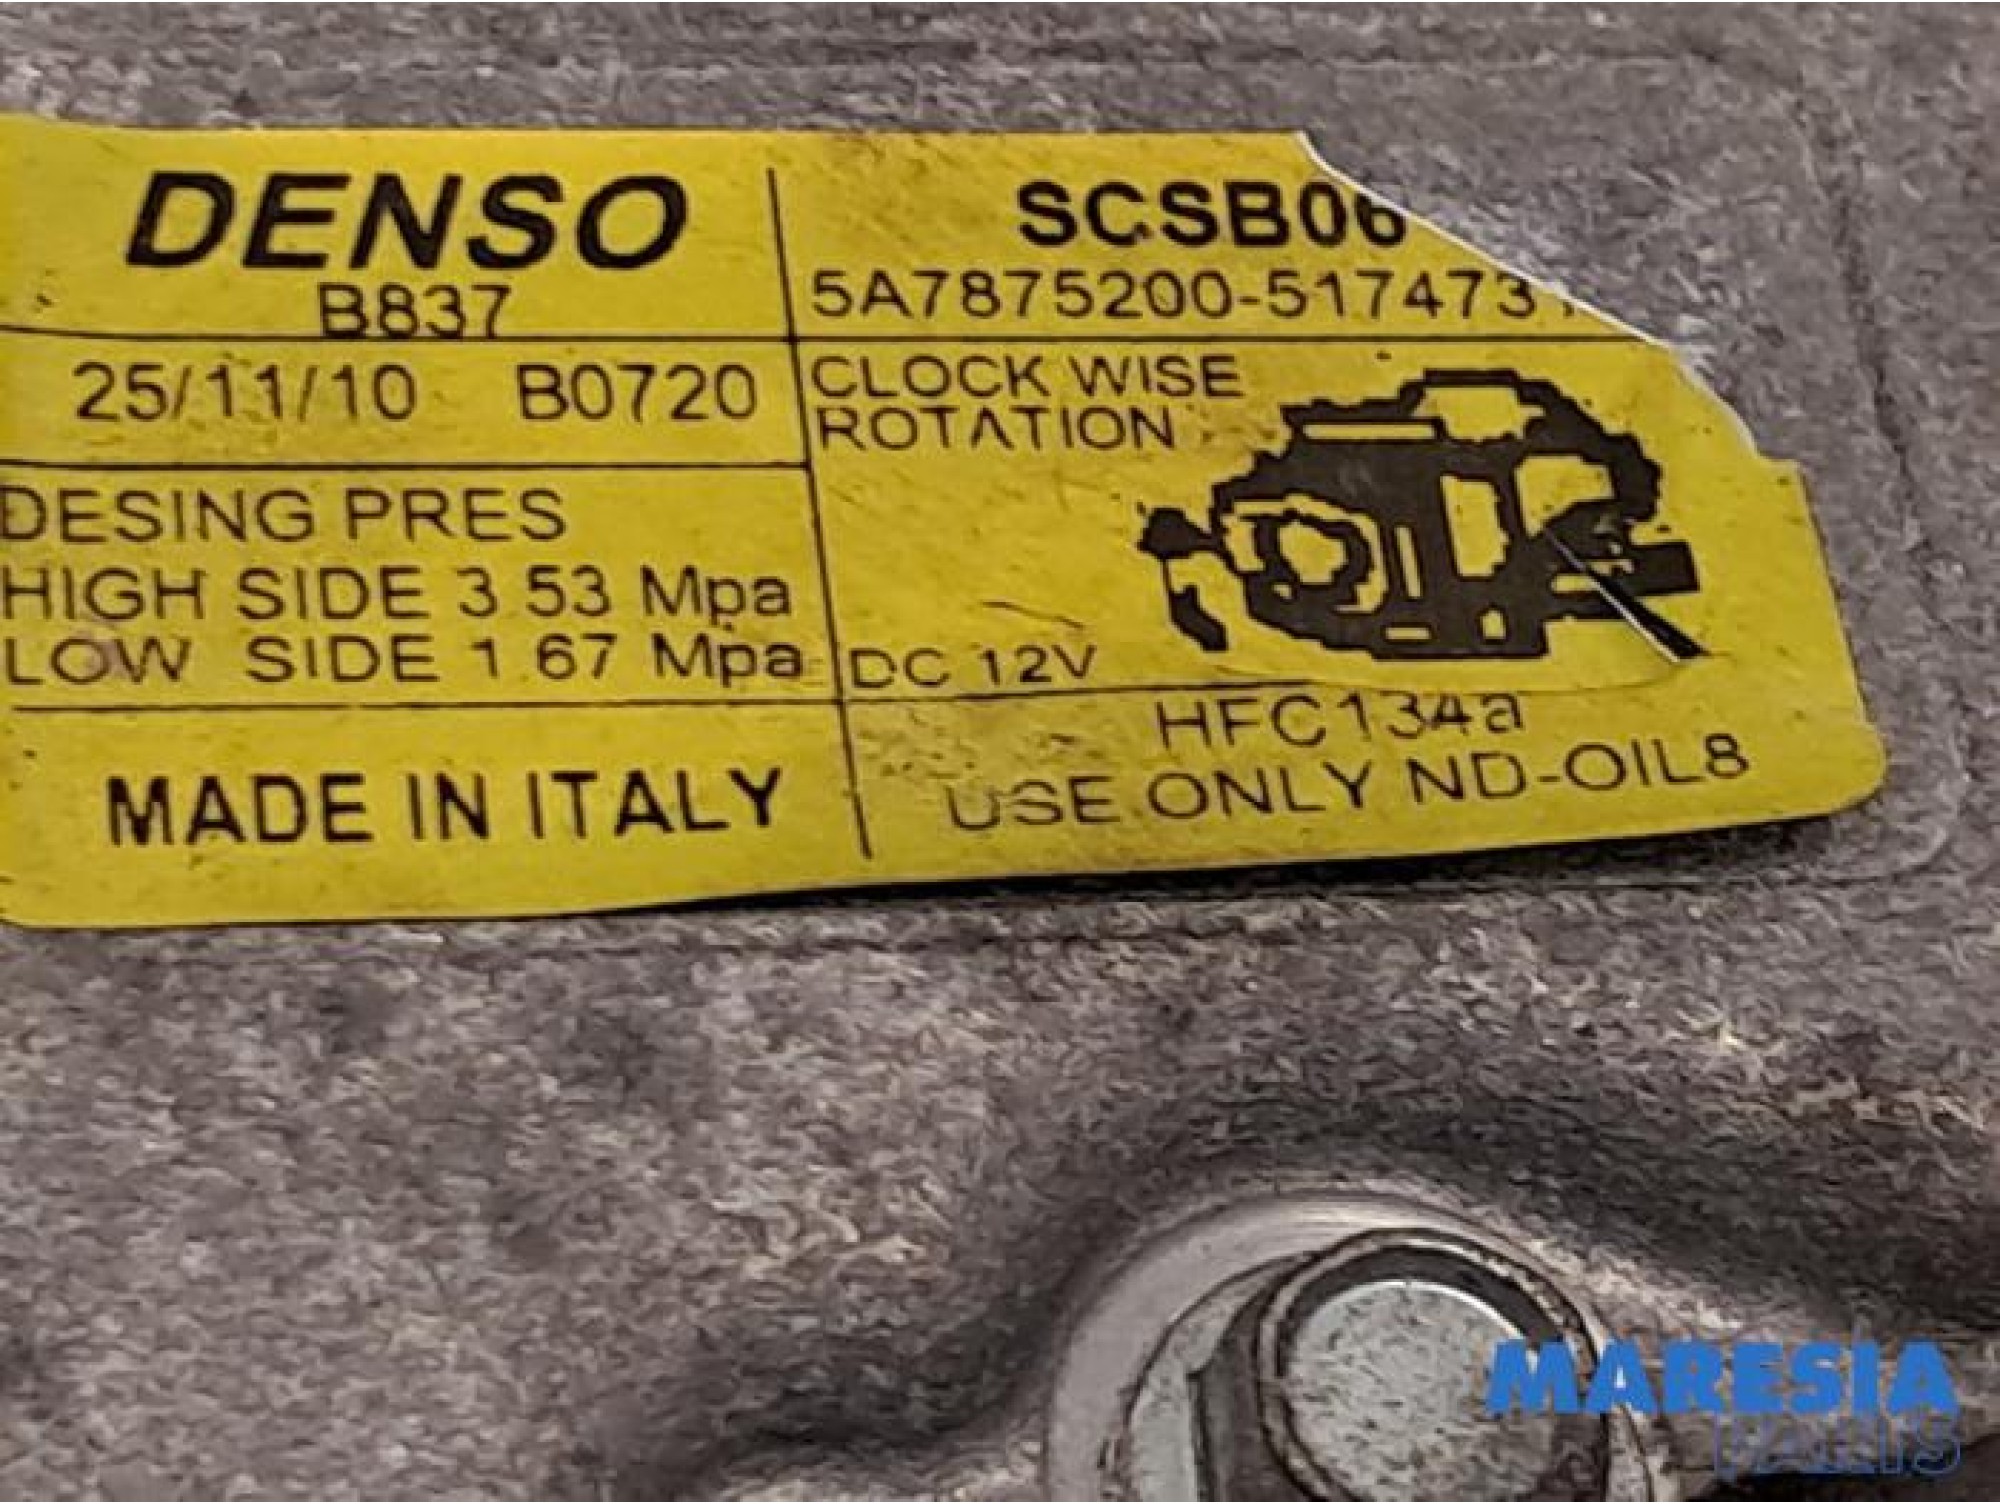 DENSO
B837
25/11/10 B0720
DESING PRES
HIGH SIDE 3 53 Mpa
LOW SIDE 1 67 Mpa
MADE IN ITALY
SCSB06
5A7875200-517473
CLOCK WISE
ROTATION
DC 12V
HFC134a
USE ONLY ND-OIL8
MARESIA
PARTS